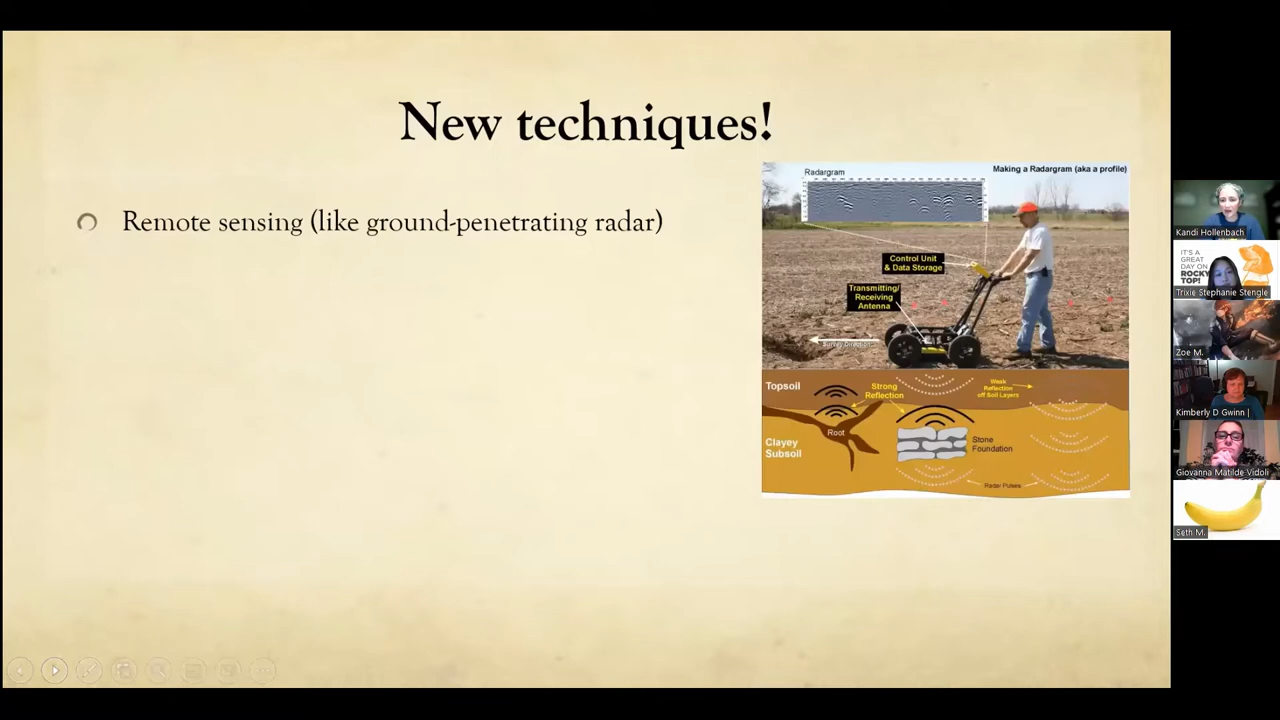 New techniques!
Remote sensing (like ground-penetrating radar)
Radargram
Making a Radargram (aka a profile)
Control Unit
& Data Storage
Transmitting/
Receiving
Antenna
Survey Direction
Topsoil
Strong
Reflection
Weak
Reflection
off Soil Layers
Root
Clayey
Subsoil
Stone
Foundation
Radar Pulses
Kandi Hollenbach
IT'S A
GREAT
DAY ON
ROCKY
TOP!
Trixie Stephanie Stengle
Zoe M.
Kimberly D Gwinn |
Giovanna Matilde Vidoli
Seth M.